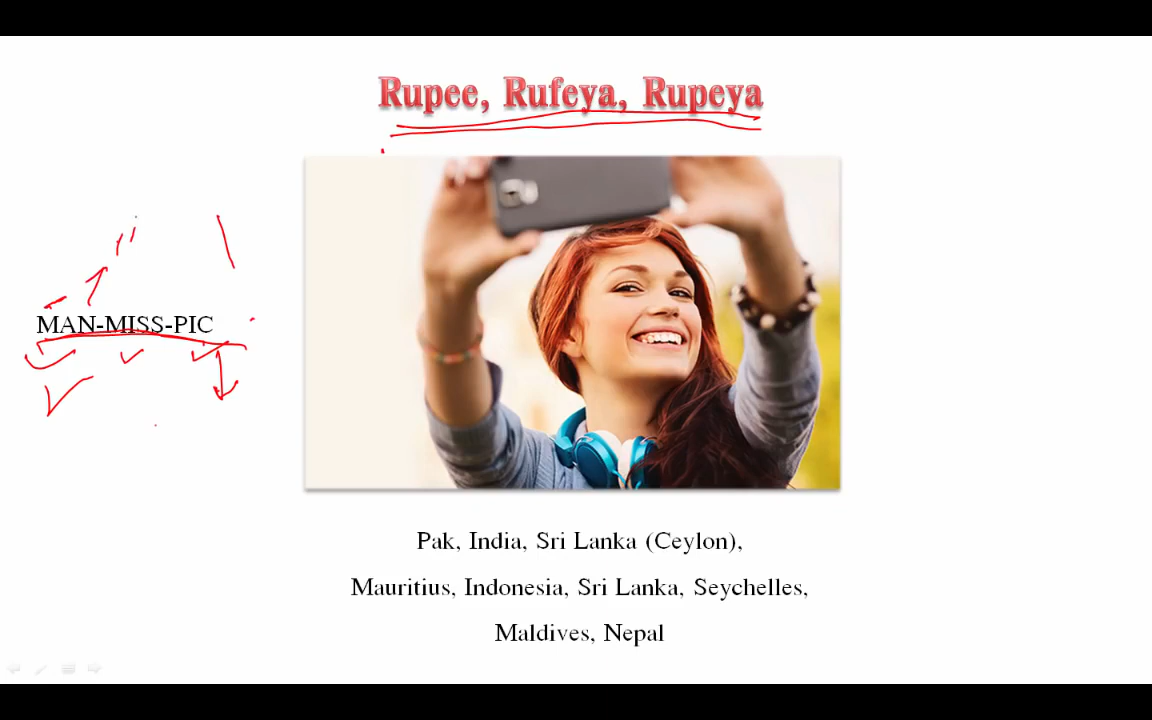 Rupee, Rufeya, Rupeya
MAN-MISS-PIC
Pak, India, Sri Lanka (Ceylon),
Mauritius, Indonesia, Sri Lanka, Seychelles,
Maldives, Nepal